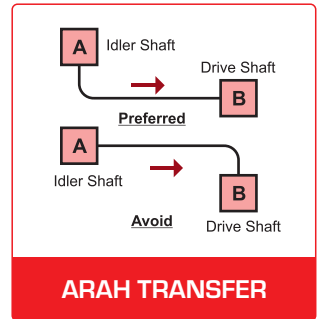 A
Idler Shaft
Drive Shaft
B
Preferred
A
Idler Shaft
B
Avoid
Drive Shaft
ARAH TRANSFER